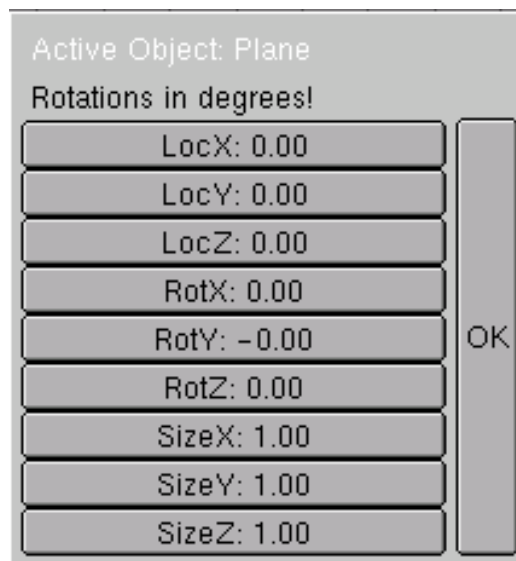 Active Object: Plane
Rotations in degrees!
LocX: 0.00
LocY: 0.00
LocZ: 0.00
RotX: 0.00
RotY: -0.00
RotZ: 0.00
SizeX: 1.00
SizeY: 1.00
SizeZ: 1.00
OK